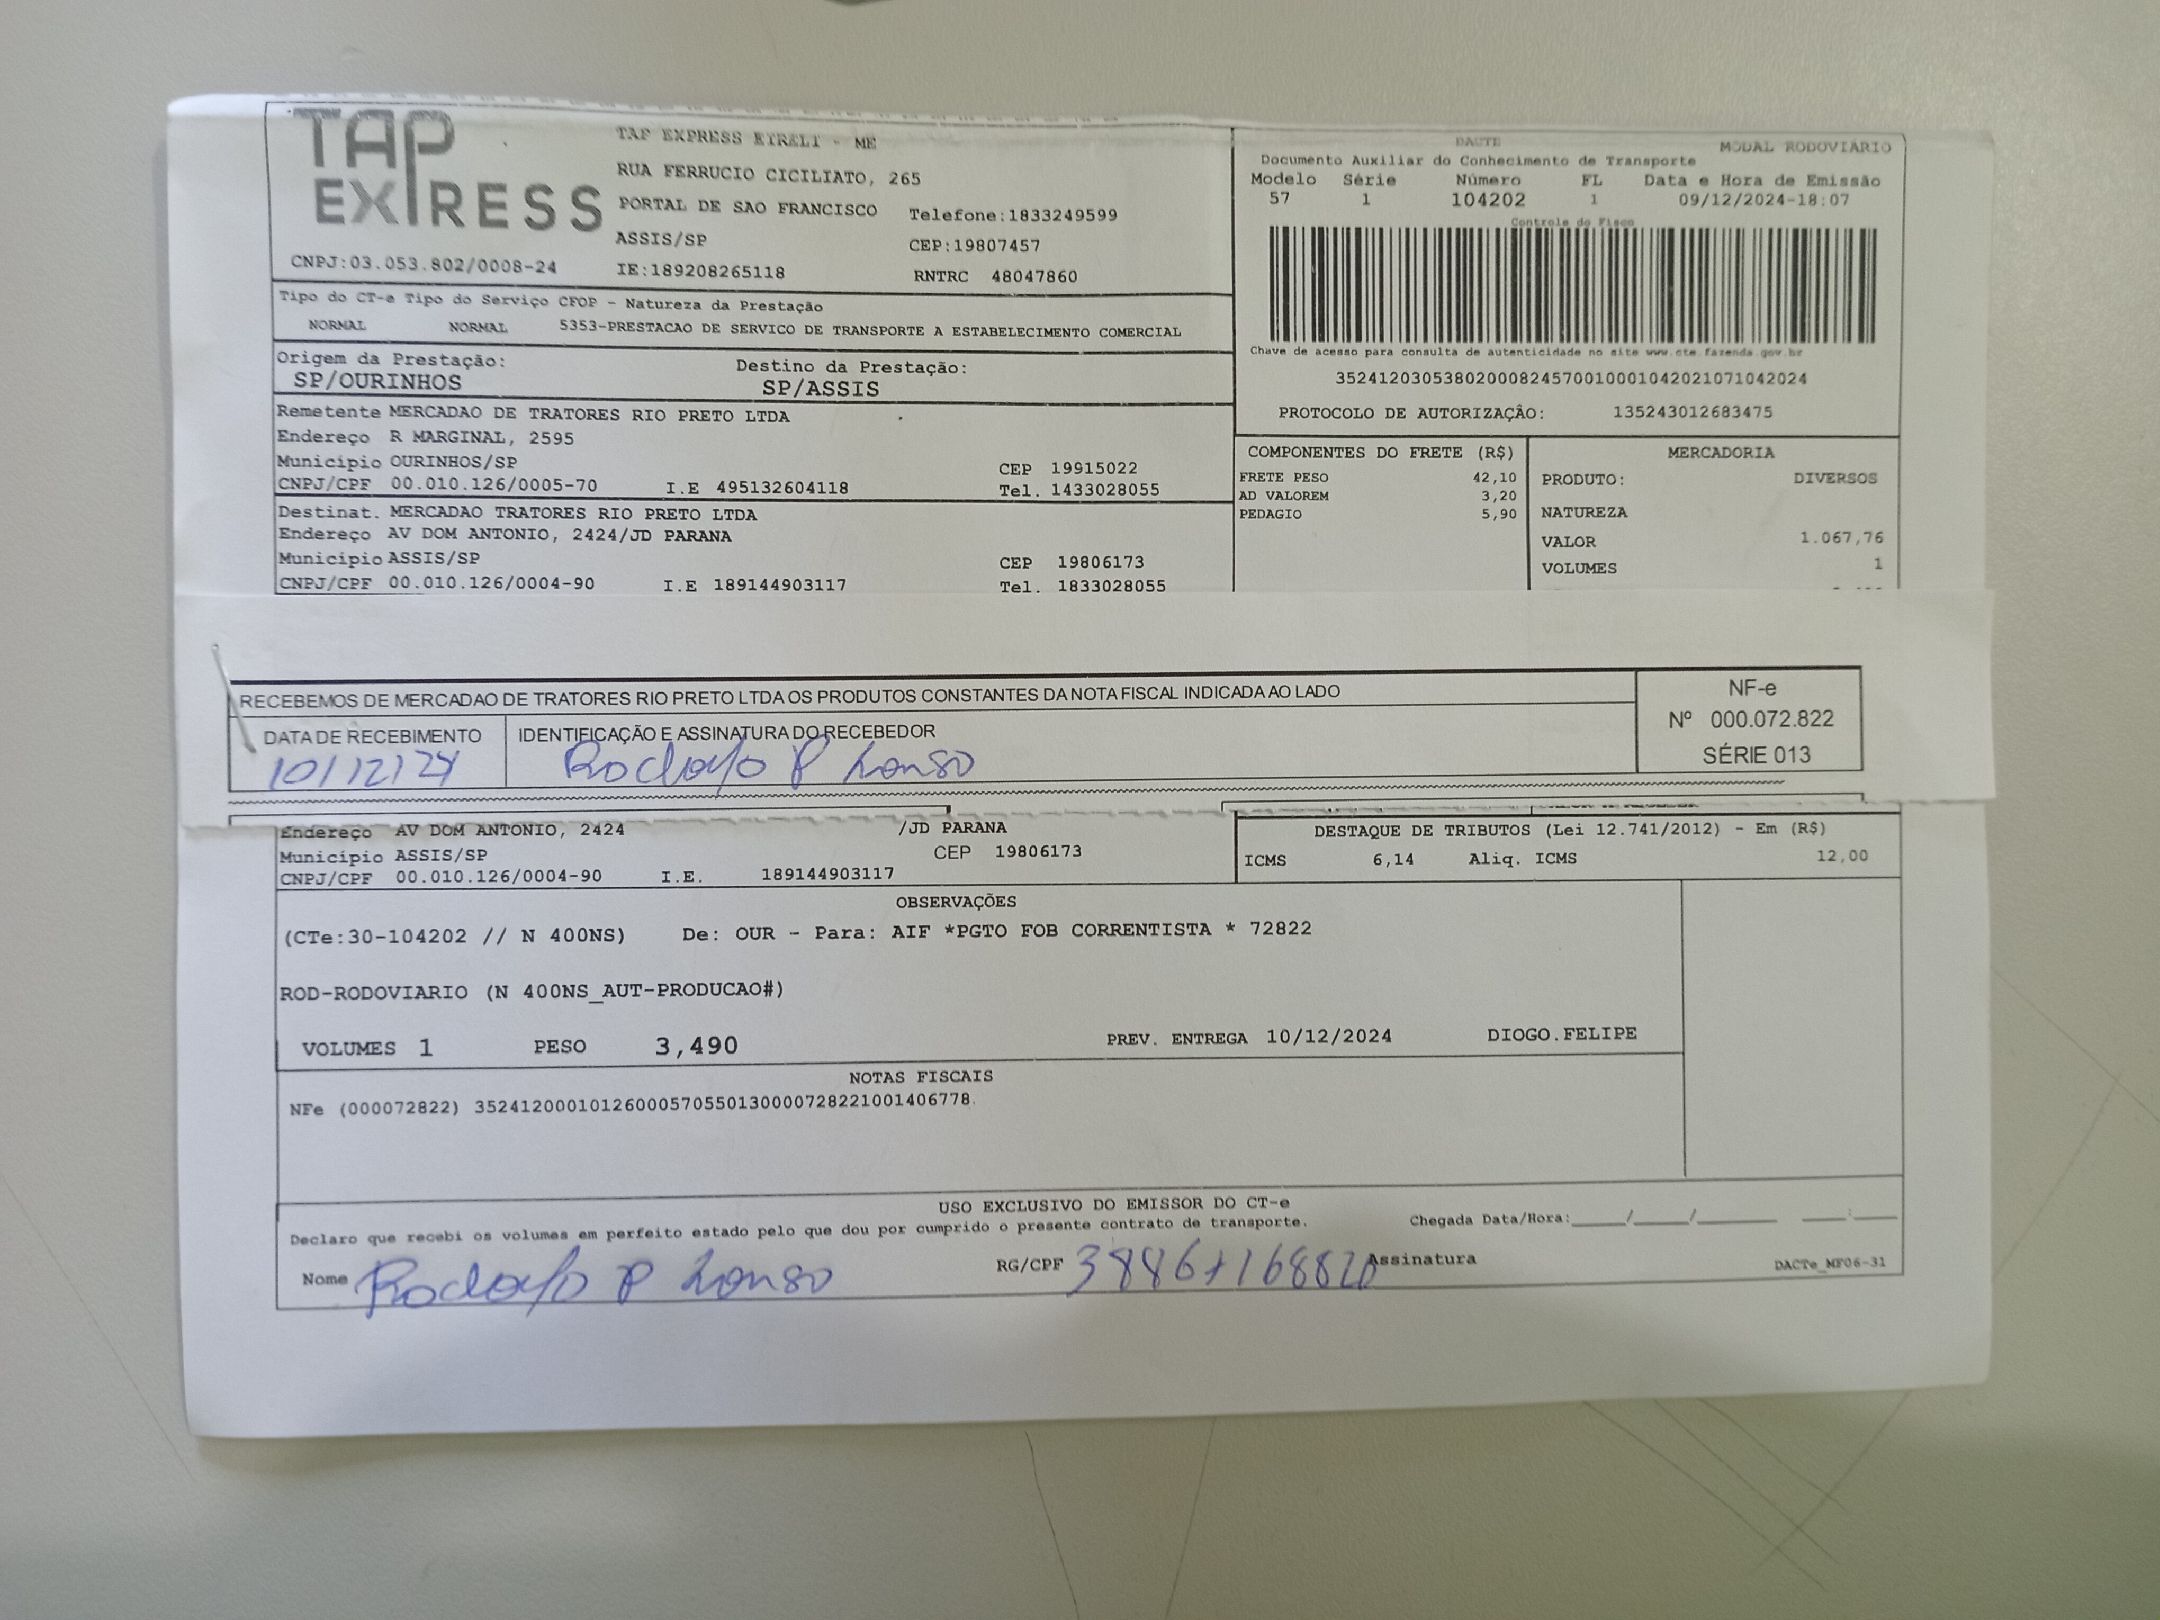 TAP
EXPRESS
TAP EXPRESS EIRELI - ME
RUA FERRUCIO CICILIATO, 265
PORTAL DE SAO FRANCISCO Telefone:1833249599
ASSIS/SP CEP:19807457
CNPJ:03.053.802/0008-24 IE:189208265118 RNTRC 48047860
DACTE MODAL RODOVIÁRIO
Documento Auxiliar do Conhecimento de Transporte
Modelo Série Número FL Data e Hora de Emissão
57 1 104202 1 09/12/2024-18:07
Controle do Fisco
Chave de acesso para consulta de autenticidade no site www.cte.fazenda.gov.br
35241203053802000824570010001042021071042024
PROTOCOLO DE AUTORIZAÇÃO: 135243012683475
Tipo do CT-e Tipo do Serviço CFOP - Natureza da Prestação
NORMAL NORMAL 5353-PRESTACAO DE SERVICO DE TRANSPORTE A ESTABELECIMENTO COMERCIAL
Origem da Prestação: Destino da Prestação:
SP/OURINHOS SP/ASSIS
Remetente MERCADAO DE TRATORES RIO PRETO LTDA
Endereço R MARGINAL, 2595
Município OURINHOS/SP CEP 19915022
CNPJ/CPF 00.010.126/0005-70 I.E 495132604118 Tel. 1433028055
Destinat. MERCADAO TRATORES RIO PRETO LTDA
Endereço AV DOM ANTONIO, 2424/JD PARANA
Município ASSIS/SP CEP 19806173
CNPJ/CPF 00.010.126/0004-90 I.E 189144903117 Tel. 1833028055
COMPONENTES DO FRETE (R$)
FRETE PESO 42,10
AD VALOREM 3,20
PEDAGIO 5,90
MERCADORIA
PRODUTO: DIVERSOS
NATUREZA
VALOR 1.067,76
VOLUMES 1
RECEBEMOS DE MERCADAO DE TRATORES RIO PRETO LTDA OS PRODUTOS CONSTANTES DA NOTA FISCAL INDICADA AO LADO
DATA DE RECEBIMENTO IDENTIFICAÇÃO E ASSINATURA DO RECEBEDOR
10/12/24
NF-e
Nº 000.072.822
SÉRIE 013
Endereço AV DOM ANTONIO, 2424 /JD PARANA
Município ASSIS/SP CEP 19806173
CNPJ/CPF 00.010.126/0004-90 I.E. 189144903117
DESTAQUE DE TRIBUTOS (Lei 12.741/2012) - Em (R$)
ICMS 6,14 Aliq. ICMS 12,00
OBSERVAÇÕES
(CTe:30-104202 // N 400NS) De: OUR - Para: AIF *PGTO FOB CORRENTISTA * 72822
ROD-RODOVIARIO (N 400NS_AUT-PRODUCAO#)
VOLUMES 1 PESO 3,490 PREV. ENTREGA 10/12/2024 DIOGO.FELIPE
NOTAS FISCAIS
NFe (000072822) 35241200010126000570550130000728221001406778.
USO EXCLUSIVO DO EMISSOR DO CT-e
Declaro que recebi os volumes em perfeito estado pelo que dou por cumprido o presente contrato de transporte. Chegada Data/Hora:_____/_____/_______ ____:____
Nome RG/CPF Assinatura DACTe_MF06-31